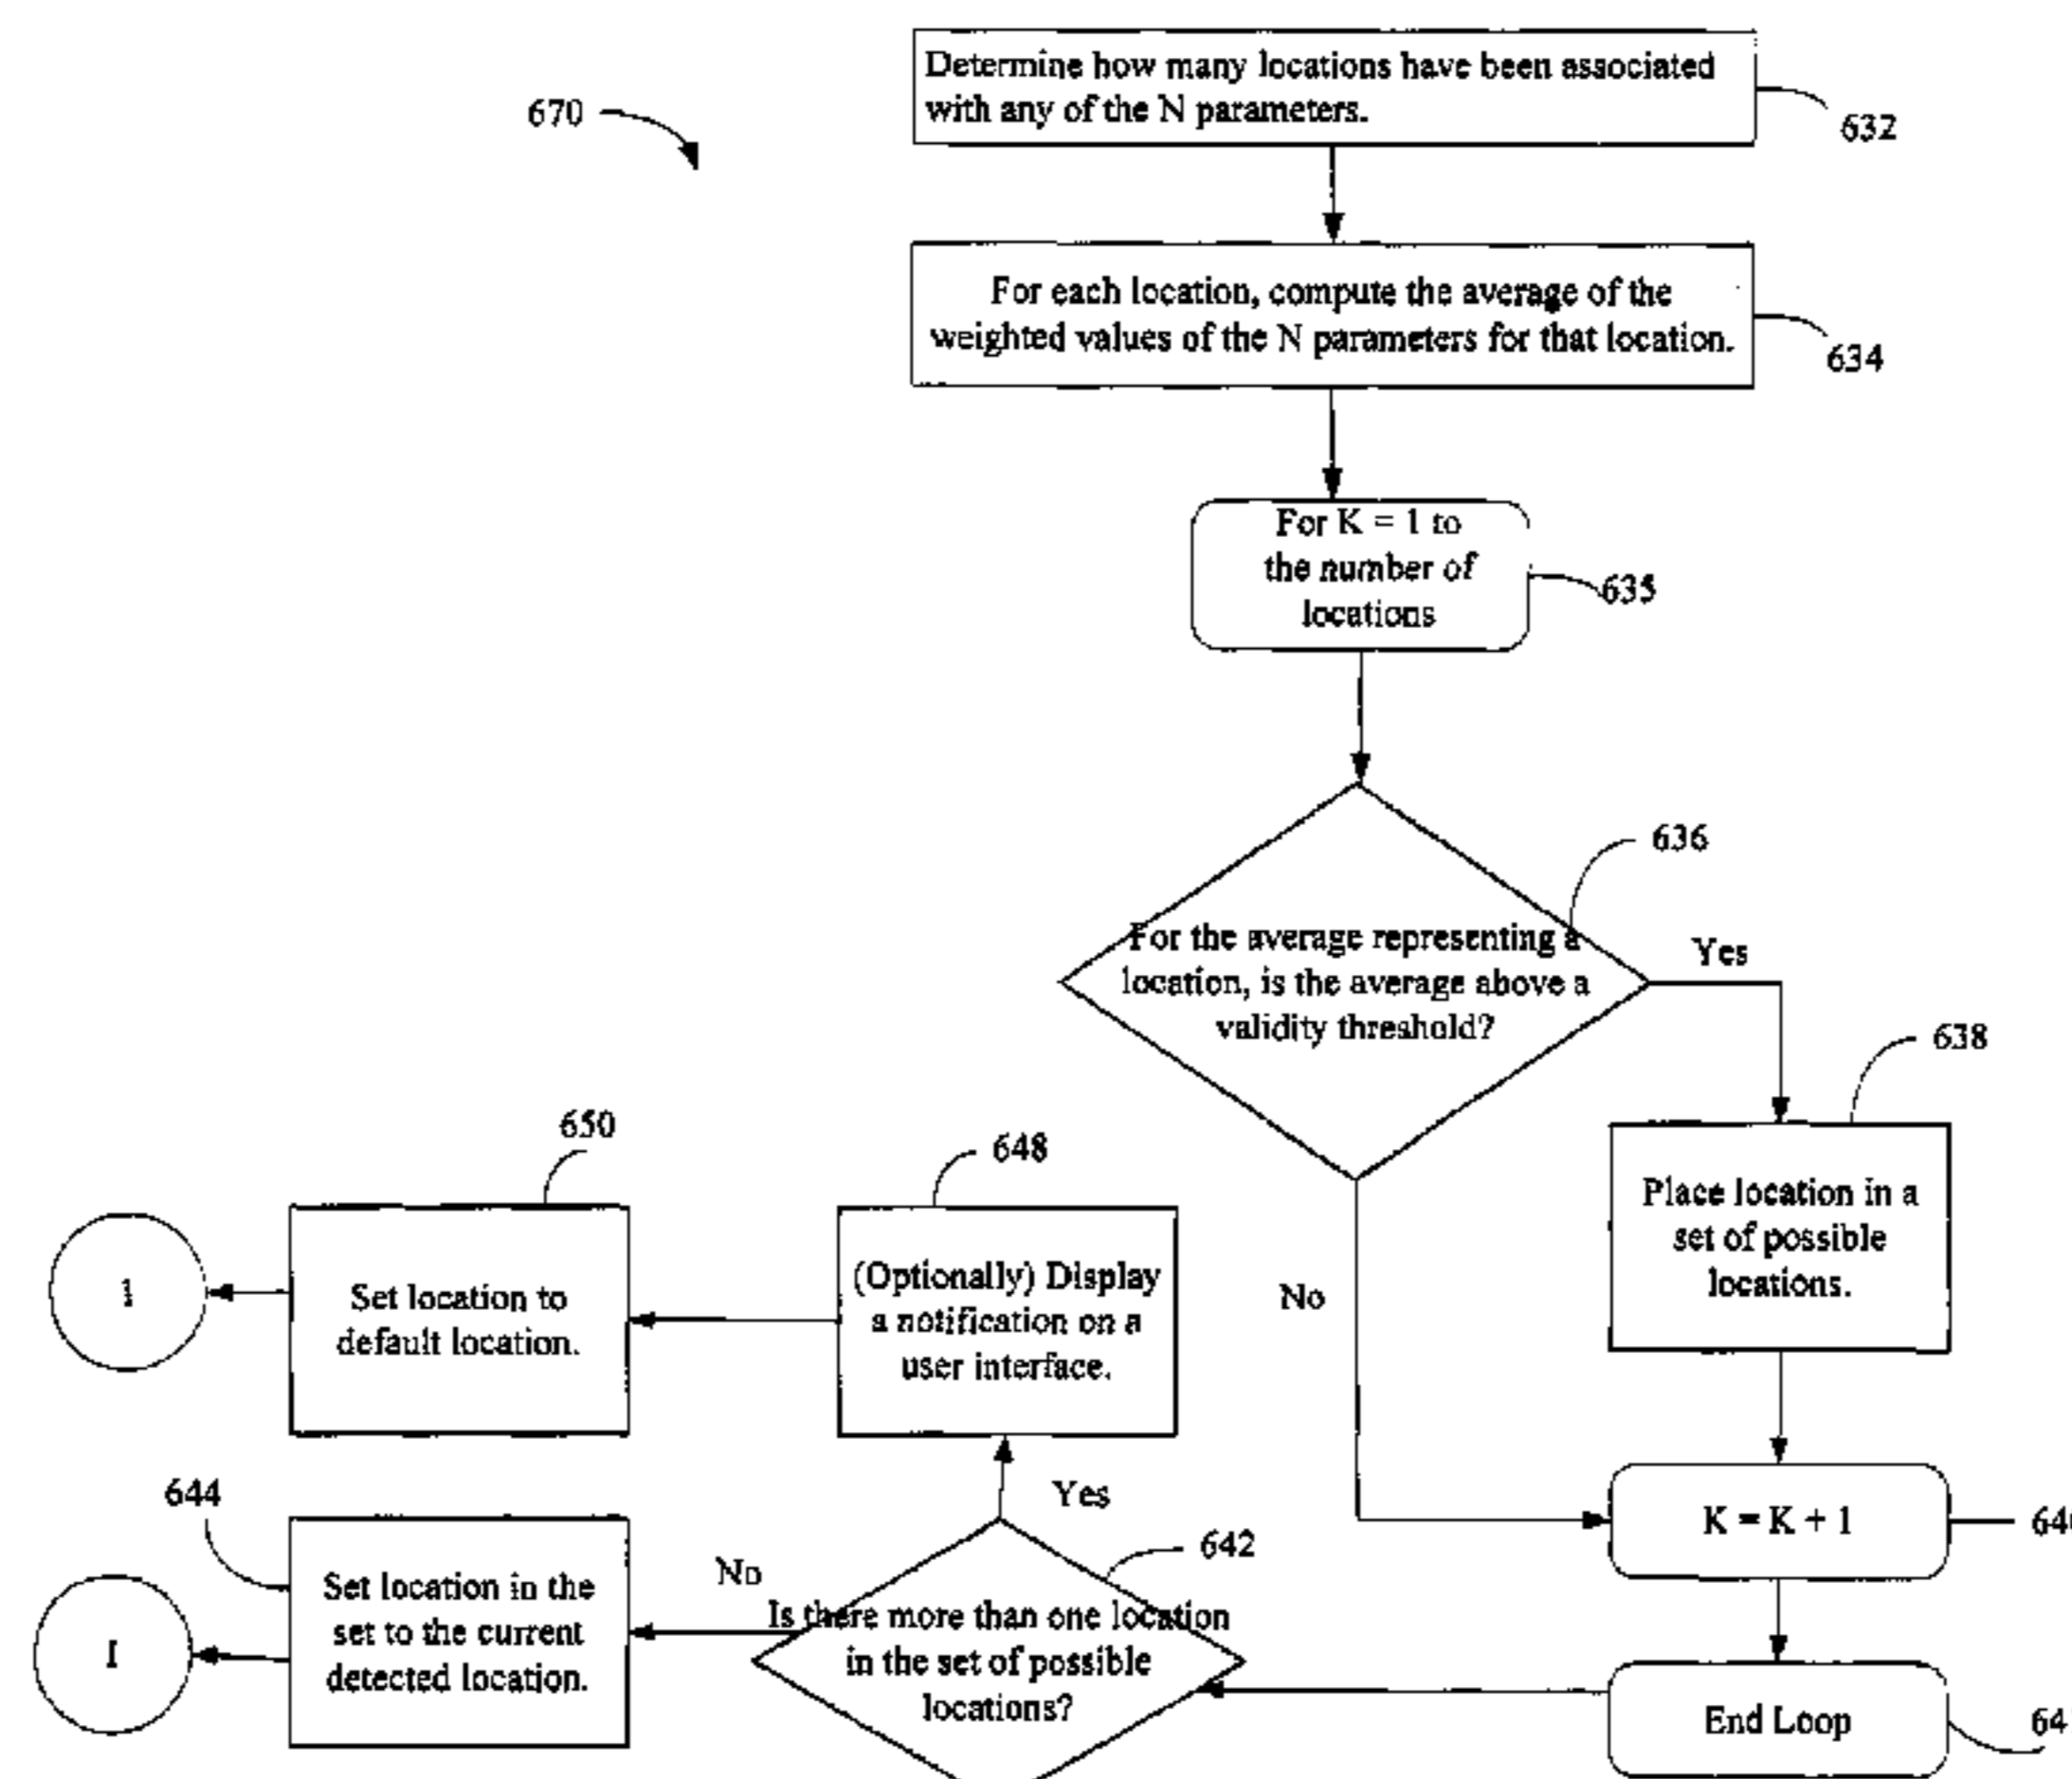 Determine how many locations have been associated
with any of the N parameters.
670
632
For each location, compute the average of the
weighted values of the N parameters for that location.
634
For K = 1 to
the number of
locations
635
636
For the average representing a
location, is the average above a
validity threshold?
Yes
638
No
Place location in a
set of possible
locations.
650
648
1
Set location to
default location.
(Optionally) Display
a notification on a
user interface.
644
Yes
K = K + 1
642
No
Set location in the
set to the current
detected location.
Is there more than one location
in the set of possible
locations?
End Loop
64